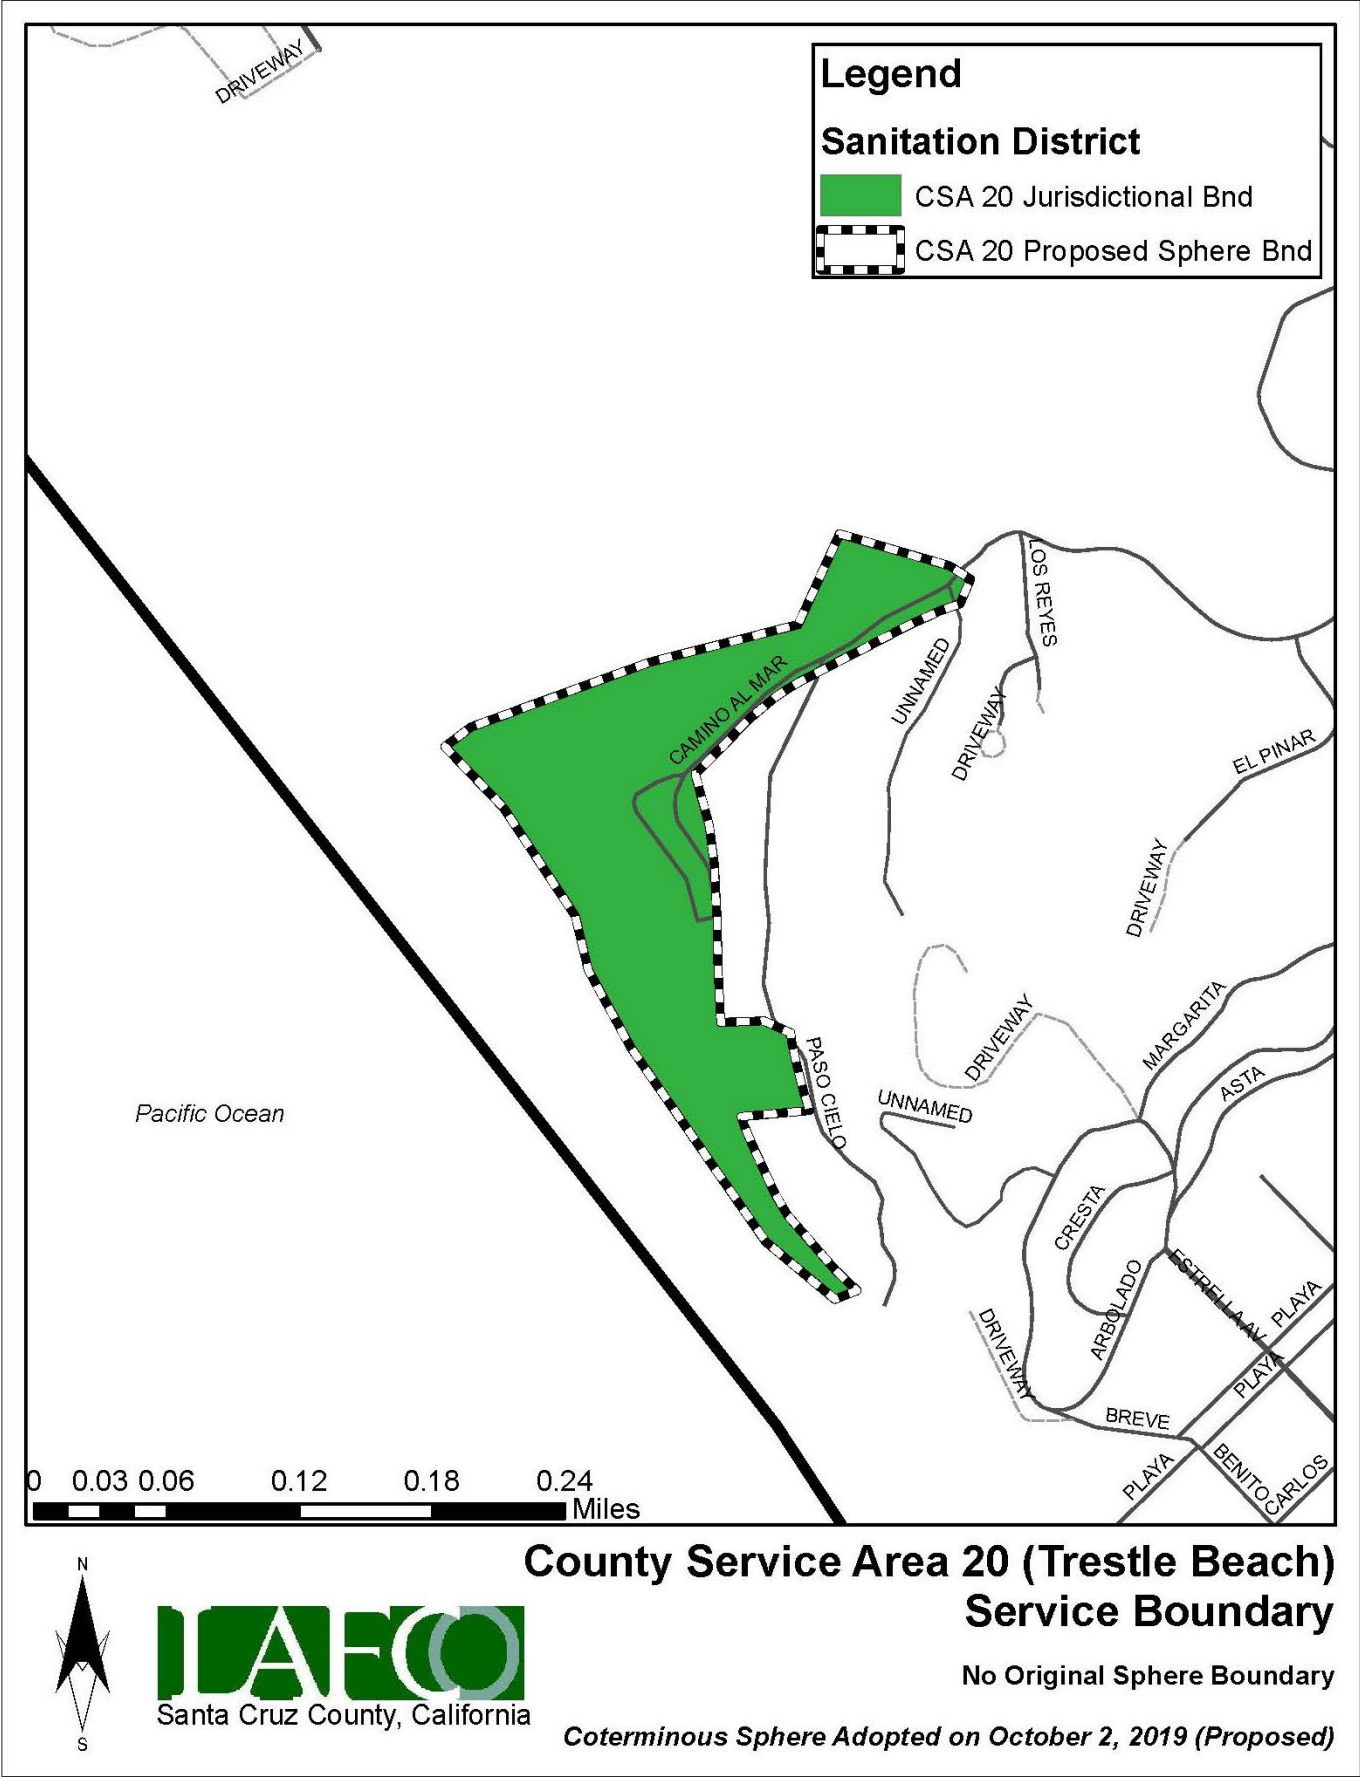 DRIVEWAY
Legend
Sanitation District
CSA 20 Jurisdictional Bnd
CSA 20 Proposed Sphere Bnd
LOS REYES
UNNAMED
CAMINO AL MAR
DRIVEWAY
EL PINAR
DRIVEWAY
MARGARITA
DRIVEWAY
PASO CIELO
ASTA
UNNAMED
Pacific Ocean
CRESTA
ARBOLADO
ESTRELLA AV
PLAYA
DRIVEWAY
PLAYA
BREVE
PLAYA
BENITO
CARLOS
0 0.03 0.06 0.12 0.18 0.24
Miles
County Service Area 20 (Trestle Beach)
Service Boundary
No Original Sphere Boundary
Coterminous Sphere Adopted on October 2, 2019 (Proposed)
N
S
LAFCO
Santa Cruz County, California